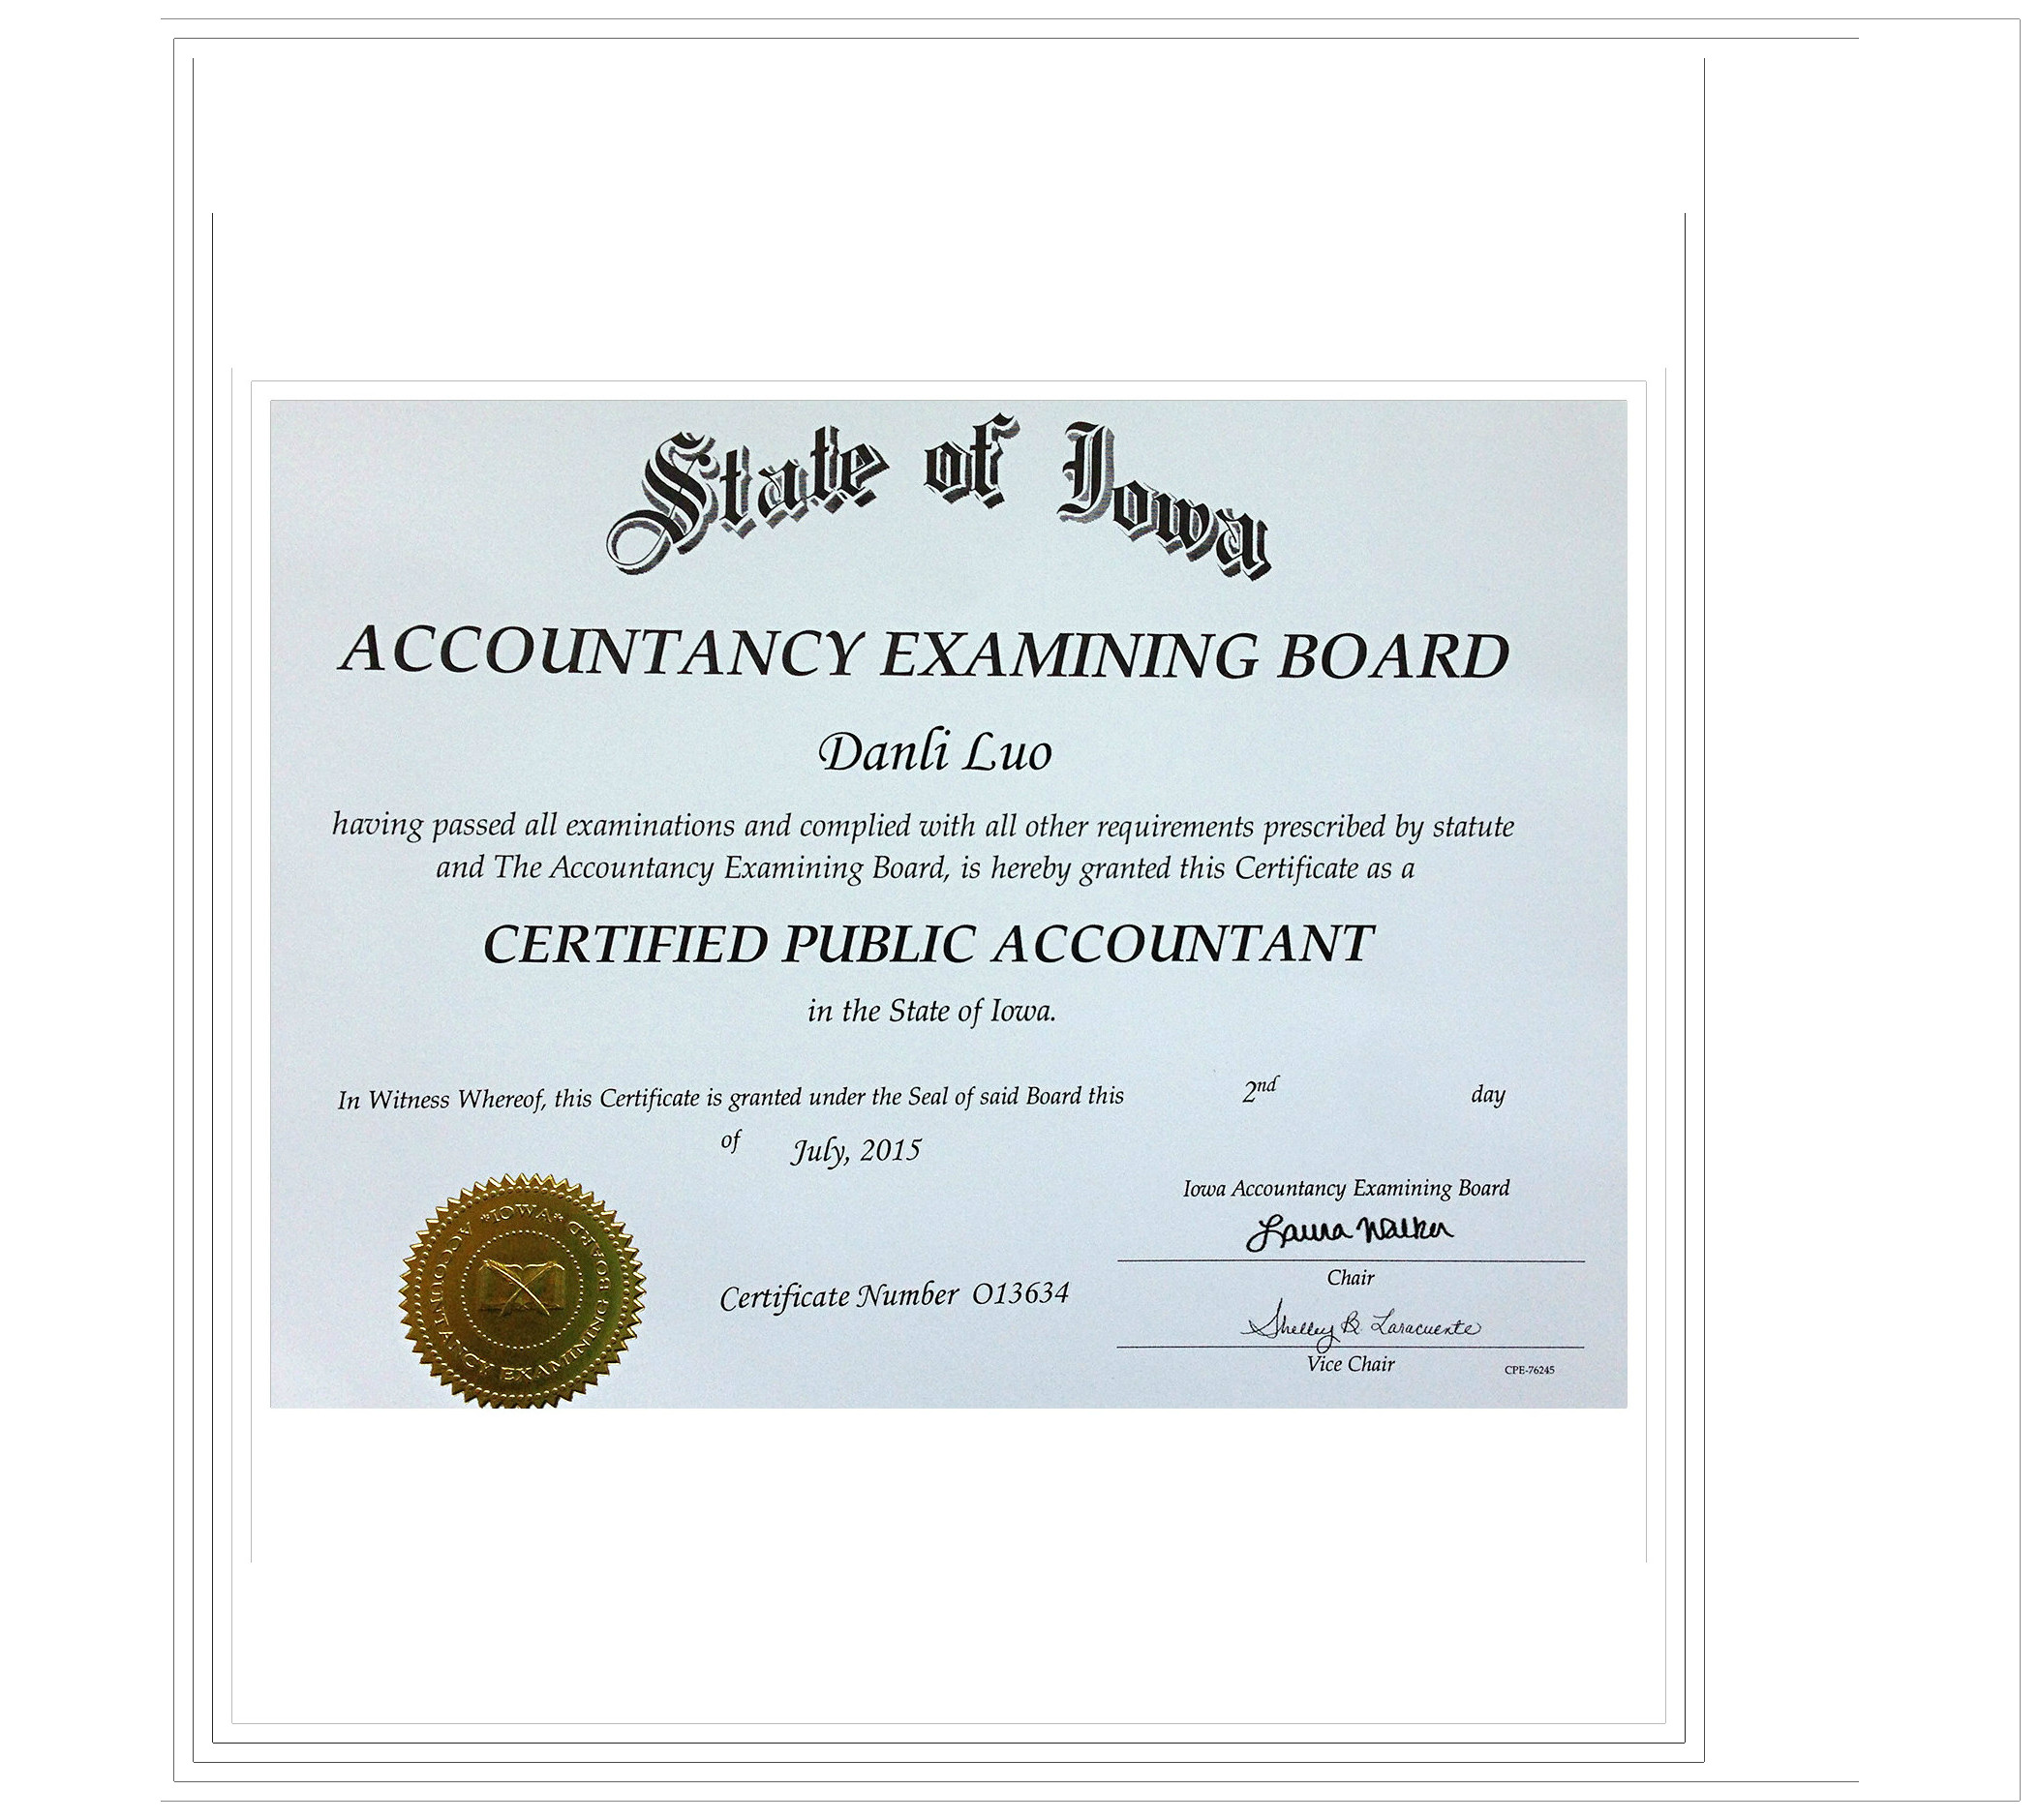 State of Iowa
ACCOUNTANCY EXAMINING BOARD
Danli Luo
having passed all examinations and complied with all other requirements prescribed by statute
and The Accountancy Examining Board, is hereby granted this Certificate as a
CERTIFIED PUBLIC ACCOUNTANT
in the State of Iowa.
In Witness Whereof, this Certificate is granted under the Seal of said Board this 2nd day
of July, 2015
Iowa Accountancy Examining Board
Laura Walker
Chair
Certificate Number O13634
Shelley R. Laracuente
Vice Chair
CPE-76245
*IOWA*
ACCOUNTANCY EXAMINING BOARD